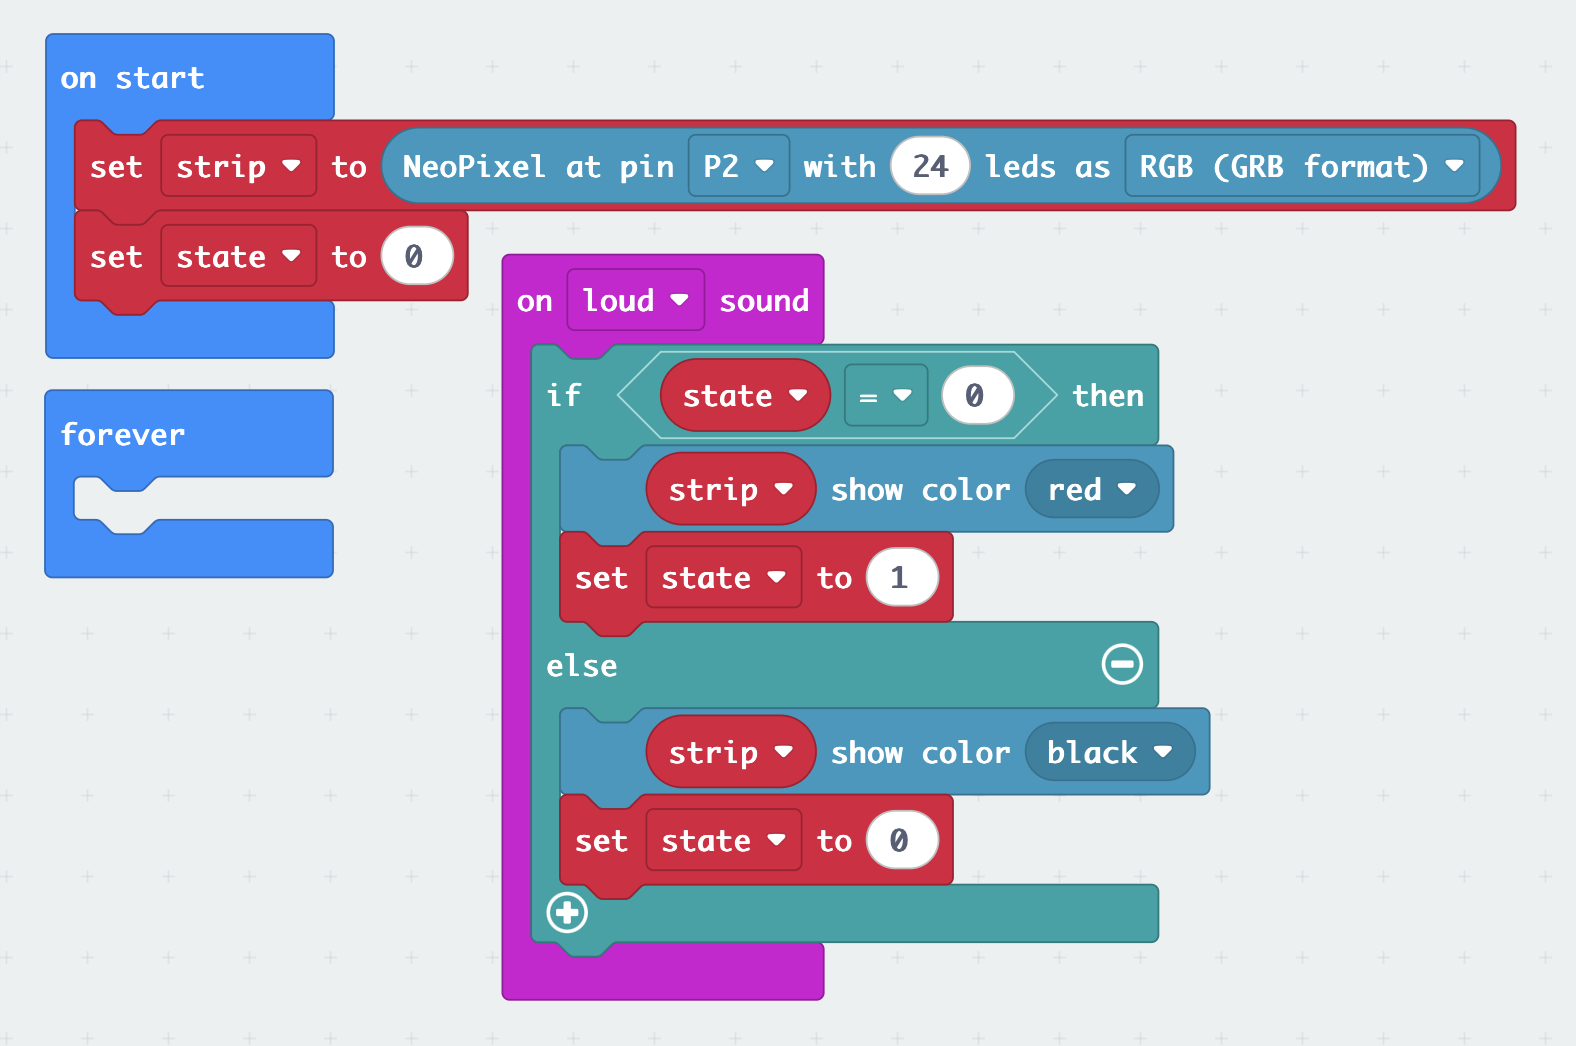 on start
set strip to NeoPixel at pin P2 with 24 leds as RGB (GRB format)
set state to 0
forever
on loud sound
if state = 0 then
strip show color red
set state to 1
else
strip show color black
set state to 0